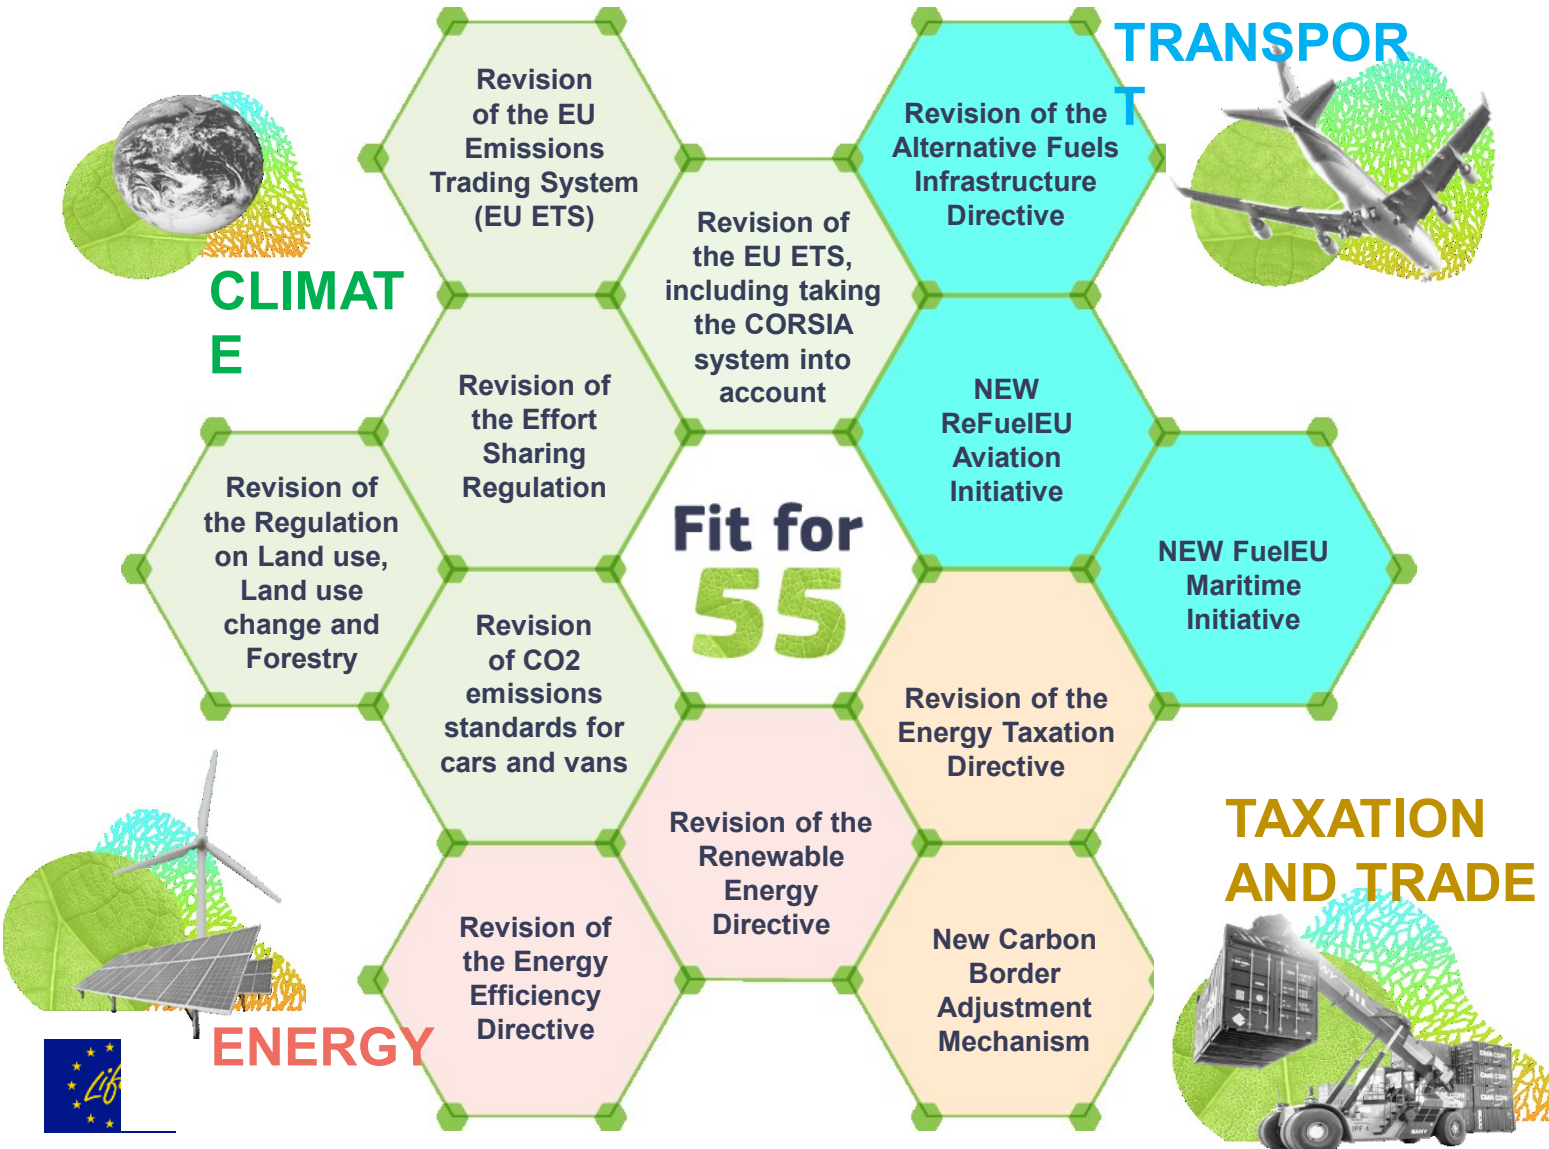 TRANSPOR
T
Revision
of the EU
Emissions
Trading System
(EU ETS)
Revision of the
Alternative Fuels
Infrastructure
Directive
Revision of
the EU ETS,
including taking
the CORSIA
system into
account
CLIMAT
E
Revision of
the Effort
Sharing
Regulation
NEW
ReFuelEU
Aviation
Initiative
Revision of
the Regulation
on Land use,
Land use
change and
Forestry
Fit for
55
NEW FuelEU
Maritime
Initiative
Revision
of CO2
emissions
standards for
cars and vans
Revision of the
Energy Taxation
Directive
Revision of the
Renewable
Energy
Directive
TAXATION
AND TRADE
Revision of
the Energy
Efficiency
Directive
New Carbon
Border
Adjustment
Mechanism
ENERGY
Life
SANY